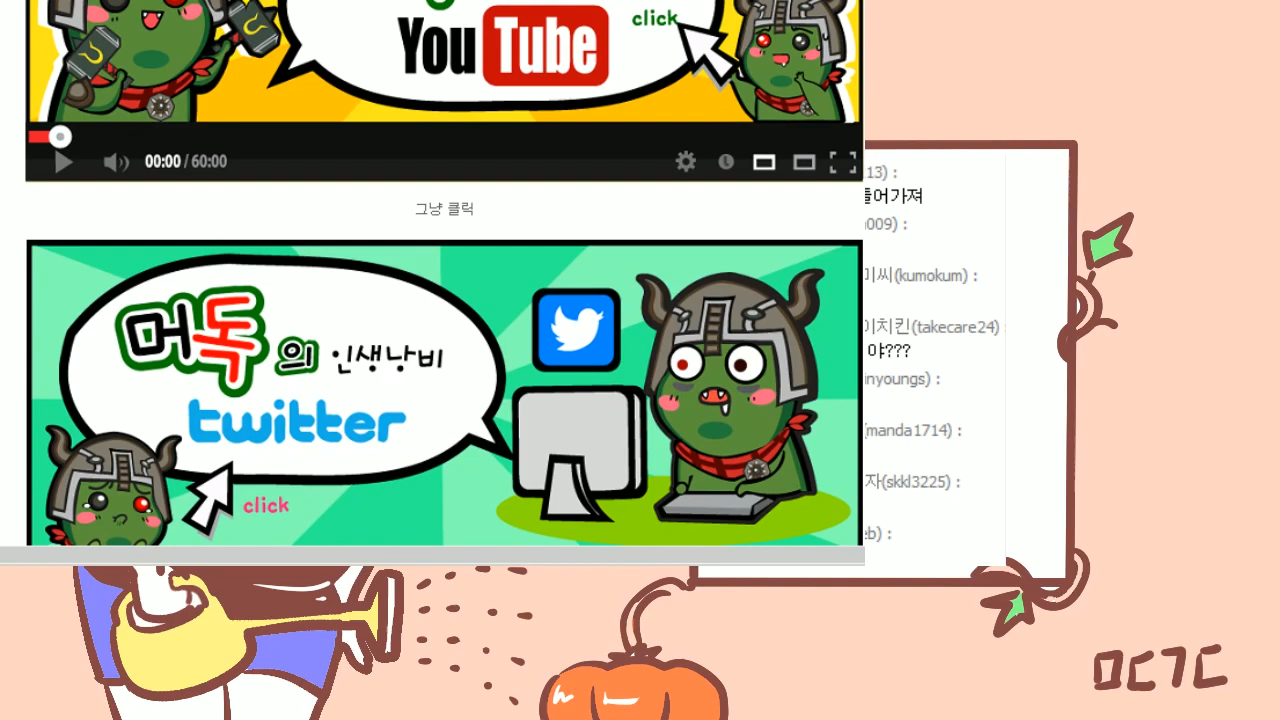 click
YouTube
00:00 / 60:00
그냥 클릭
머독의 인생낭비
twitter
click
13) :
들어가져
009) :
미씨(kumokum) :
이치킨(takecare24)
야???
nyoungs) :
(manda1714) :
자(skkl3225) :
eb) :
ㅁㄷㄱㄷ